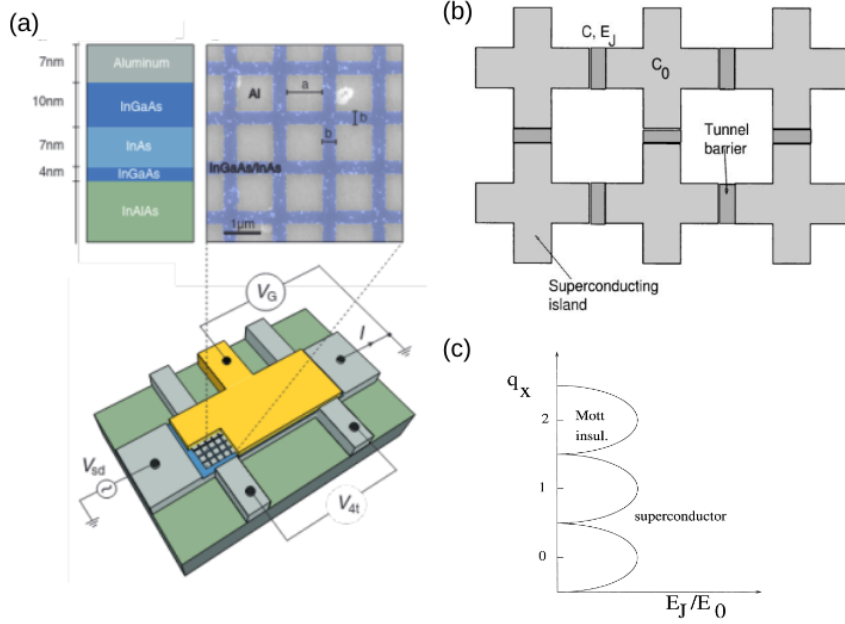 (a)
7nm
Aluminum
10nm
InGaAs
7nm
InAs
4nm
InGaAs
InAlAs
Al
a
b
b
InGaAs/InAs
1μm
V_G
I
V_sd
V_4t
(b)
C, E_J
C_0
Tunnel
barrier
Superconducting
island
(c)
q_x
2
Mott
insul.
1
superconductor
0
E_J/E_0